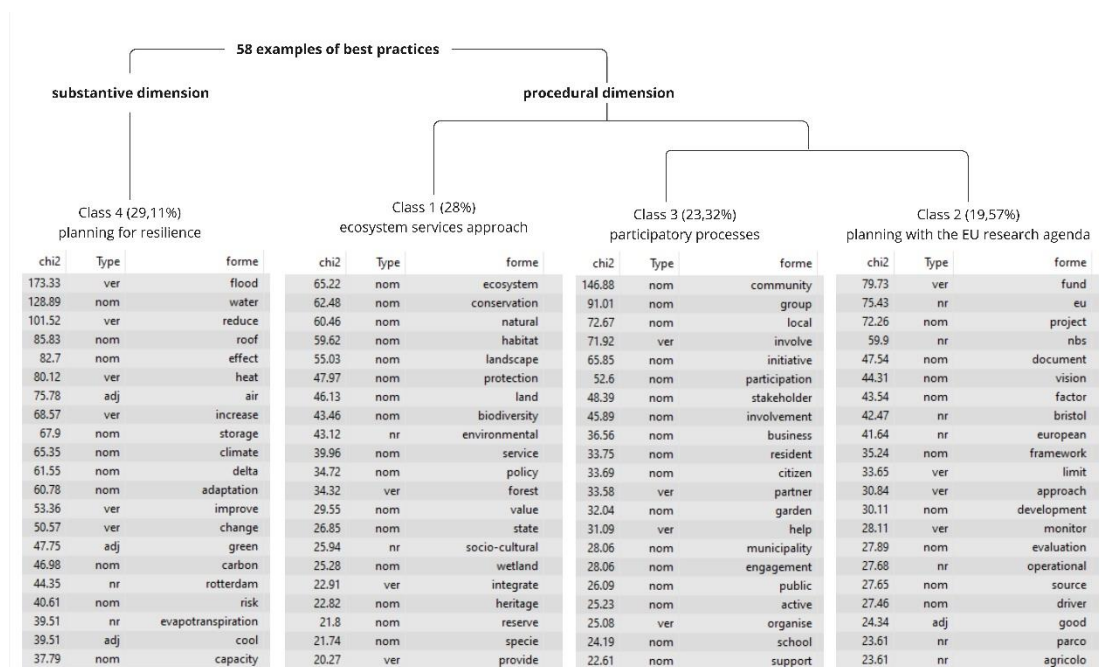 58 examples of best practices
substantive dimension
procedural dimension
Class 4 (29,11%)
planning for resilience
chi2 Type forme
173.33 ver flood
128.89 nom water
101.52 ver reduce
85.83 nom roof
82.7 nom effect
80.12 ver heat
75.78 adj air
68.57 ver increase
67.9 nom storage
65.35 nom climate
61.55 nom delta
60.78 nom adaptation
53.36 ver improve
50.57 ver change
47.75 adj green
46.98 nom carbon
44.35 nr rotterdam
40.61 nom risk
39.51 nr evapotranspiration
39.51 adj cool
37.79 nom capacity
Class 1 (28%)
ecosystem services approach
chi2 Type forme
65.22 nom ecosystem
62.48 nom conservation
60.46 nom natural
59.62 nom habitat
55.03 nom landscape
47.97 nom protection
46.13 nom land
43.46 nom biodiversity
43.12 nr environmental
39.96 nom service
34.72 nom policy
34.32 ver forest
29.55 nom value
26.85 nom state
25.94 nr socio-cultural
25.28 nom wetland
22.91 ver integrate
22.82 nom heritage
21.8 nom reserve
21.74 nom specie
20.27 ver provide
Class 3 (23,32%)
participatory processes
chi2 Type forme
146.88 nom community
91.01 nom group
72.67 nom local
71.92 ver involve
65.85 nom initiative
52.6 nom participation
48.39 nom stakeholder
45.89 nom involvement
36.56 nom business
33.75 nom resident
33.69 nom citizen
33.58 ver partner
32.04 nom garden
31.09 ver help
28.06 nom municipality
28.06 nom engagement
26.09 nom public
25.23 nom active
25.08 ver organise
24.19 nom school
22.61 nom support
Class 2 (19,57%)
planning with the EU research agenda
chi2 Type forme
79.73 ver fund
75.43 nr eu
72.26 nom project
59.9 nr nbs
47.54 nom document
44.31 nom vision
43.54 nom factor
42.47 nr bristol
41.64 nr european
35.24 nom framework
33.65 ver limit
30.84 ver approach
30.11 nom development
28.11 ver monitor
27.89 nom evaluation
27.68 nr operational
27.65 nom source
27.46 nom driver
24.34 adj good
23.61 nr parco
23.61 nr agricolo